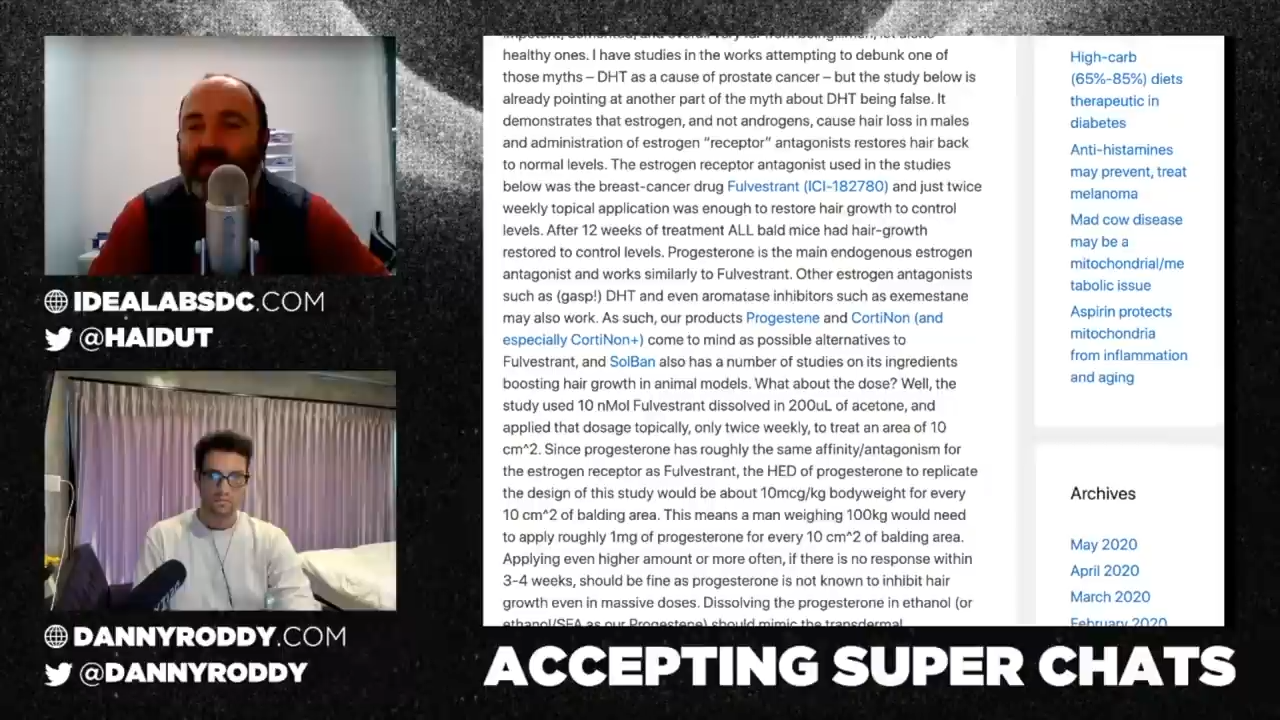 IDEALABSDC.COM
@HAIDUT
DANNYRODDY.COM
@DANNYRODDY
healthy ones. I have studies in the works attempting to debunk one of
those myths – DHT as a cause of prostate cancer – but the study below is
already pointing at another part of the myth about DHT being false. It
demonstrates that estrogen, and not androgens, cause hair loss in males
and administration of estrogen “receptor” antagonists restores hair back
to normal levels. The estrogen receptor antagonist used in the studies
below was the breast-cancer drug Fulvestrant (ICI-182780) and just twice
weekly topical application was enough to restore hair growth to control
levels. After 12 weeks of treatment ALL bald mice had hair-growth
restored to control levels. Progesterone is the main endogenous estrogen
antagonist and works similarly to Fulvestrant. Other estrogen antagonists
such as (gasp!) DHT and even aromatase inhibitors such as exemestane
may also work. As such, our products Progestene and CortiNon (and
especially CortiNon+) come to mind as possible alternatives to
Fulvestrant, and SolBan also has a number of studies on its ingredients
boosting hair growth in animal models. What about the dose? Well, the
study used 10 nMol Fulvestrant dissolved in 200uL of acetone, and
applied that dosage topically, only twice weekly, to treat an area of 10
cm^2. Since progesterone has roughly the same affinity/antagonism for
the estrogen receptor as Fulvestrant, the HED of progesterone to replicate
the design of this study would be about 10mcg/kg bodyweight for every
10 cm^2 of balding area. This means a man weighing 100kg would need
to apply roughly 1mg of progesterone for every 10 cm^2 of balding area.
Applying even higher amount or more often, if there is no response within
3-4 weeks, should be fine as progesterone is not known to inhibit hair
growth even in massive doses. Dissolving the progesterone in ethanol (or
ethanol/SFA as our Progestene) should mimic the transdermal
High-carb
(65%-85%) diets
therapeutic in
diabetes
Anti-histamines
may prevent, treat
melanoma
Mad cow disease
may be a
mitochondrial/me
tabolic issue
Aspirin protects
mitochondria
from inflammation
and aging
Archives
May 2020
April 2020
March 2020
February 2020
ACCEPTING SUPER CHATS